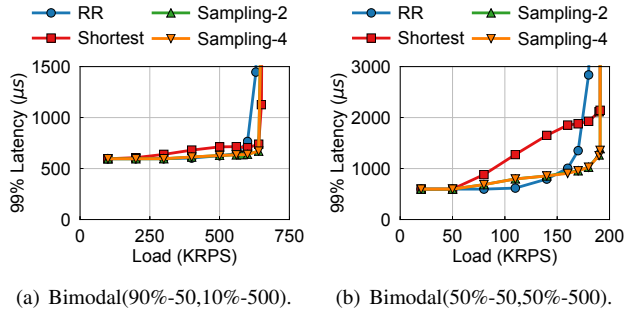 RR
Sampling-2
RR
Sampling-2
Shortest
Sampling-4
Shortest
Sampling-4
1500
1000
500
0
99% Latency (μs)
0 250 500 750
Load (KRPS)
3000
2000
1000
0
99% Latency (μs)
0 50 100 150 200
Load (KRPS)
(a) Bimodal(90%-50,10%-500).
(b) Bimodal(50%-50,50%-500).